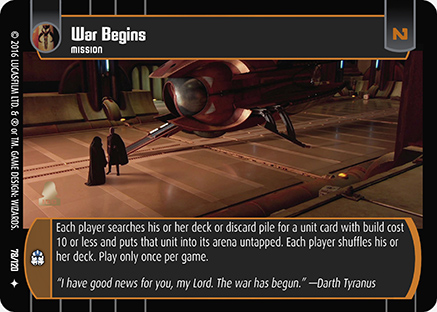 War Begins
MISSION
N
© 2016 LUCASFILM LTD. & ® or TM. GAME DESIGN: WIZARDS.
Each player searches his or her deck or discard pile for a unit card with build cost
10 or less and puts that unit into its arena untapped. Each player shuffles his or
her deck. Play only once per game.
“I have good news for you, my Lord. The war has begun.” —Darth Tyranus